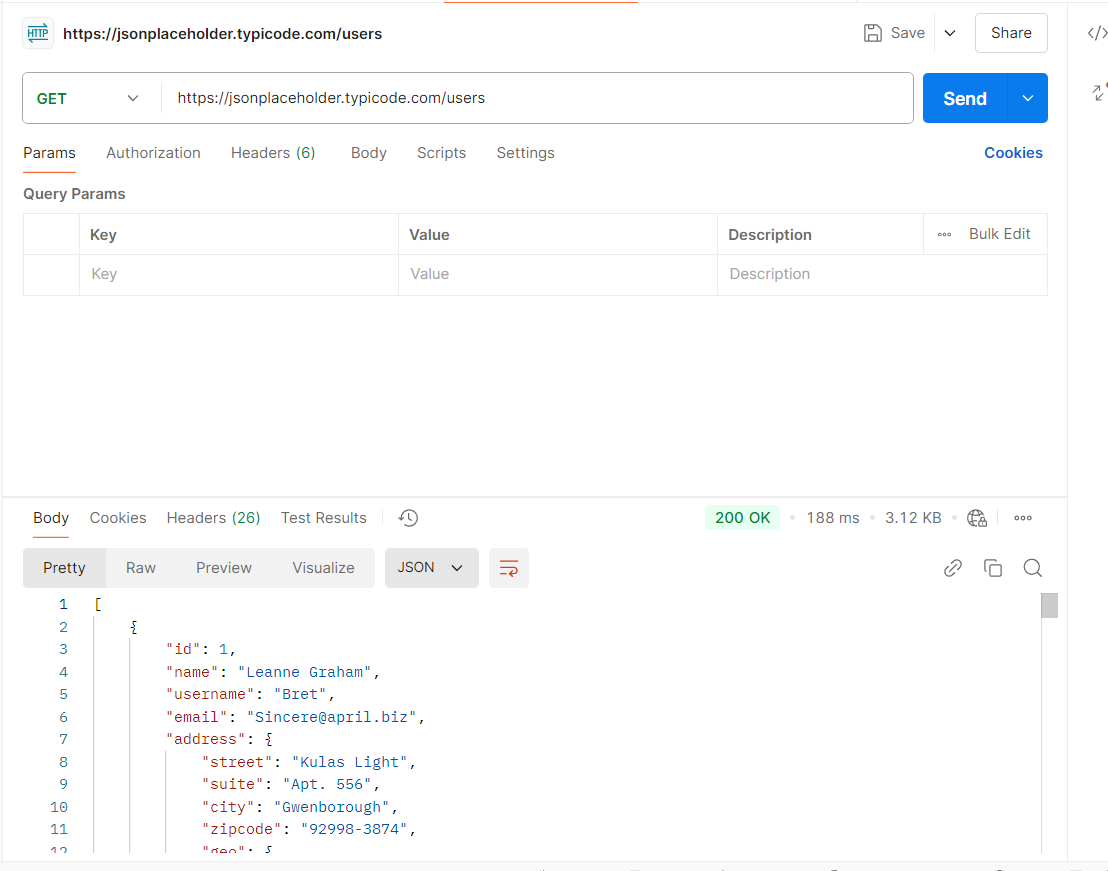 HTTP https://jsonplaceholder.typicode.com/users Save Share
GET https://jsonplaceholder.typicode.com/users Send
Params Authorization Headers (6) Body Scripts Settings Cookies
Query Params
Key Value Description Bulk Edit
Key Value Description
Body Cookies Headers (26) Test Results 200 OK 188 ms 3.12 KB
Pretty Raw Preview Visualize JSON
1 [
2 {
3 "id": 1,
4 "name": "Leanne Graham",
5 "username": "Bret",
6 "email": "Sincere@april.biz",
7 "address": {
8 "street": "Kulas Light",
9 "suite": "Apt. 556",
10 "city": "Gwenborough",
11 "zipcode": "92998-3874",
12 "geo": {